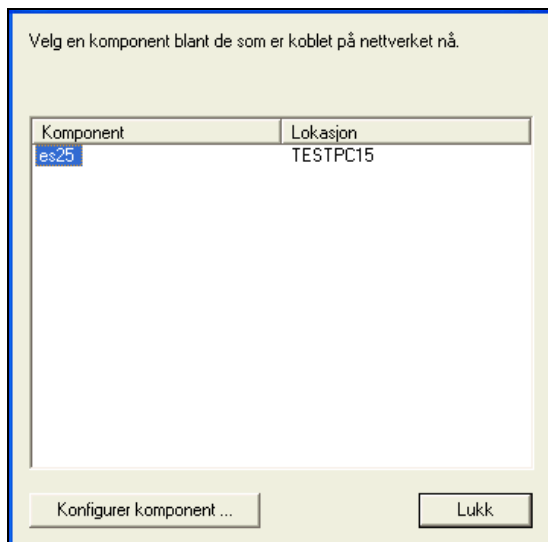 Velg en komponent blant de som er koblet på nettverket nå.
Komponent Lokasjon
es25 TESTPC15
Konfigurer komponent ... Lukk